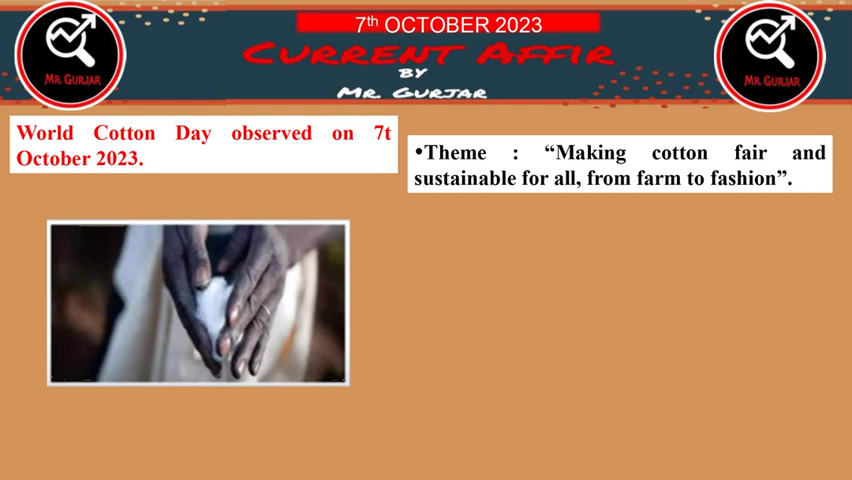 7th OCTOBER 2023
CURRENT AFFIR
BY
MR. GURJAR
MR. GURJAR
MR. GURJAR
World Cotton Day observed on 7t
October 2023.
•Theme : “Making cotton fair and
sustainable for all, from farm to fashion”.